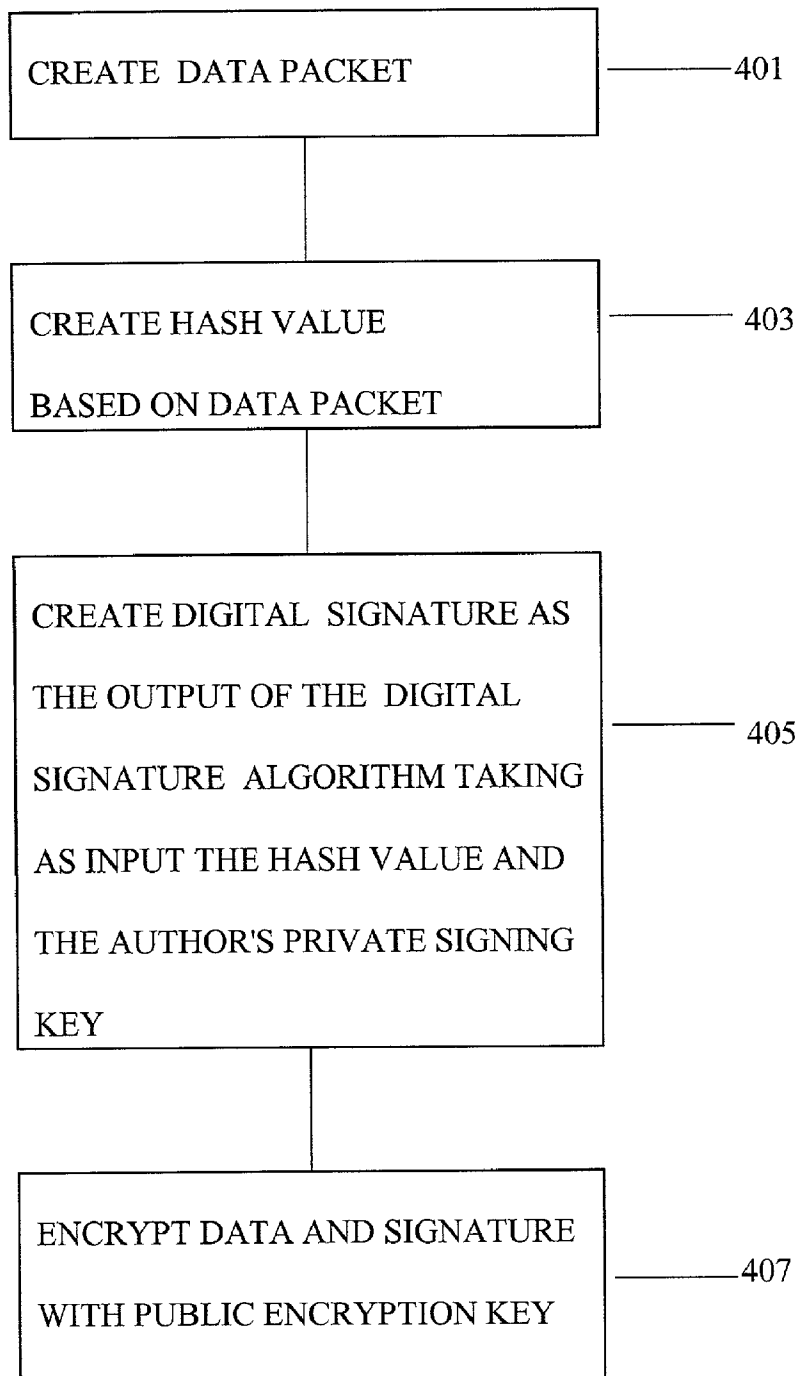 CREATE DATA PACKET
401
CREATE HASH VALUE
403
BASED ON DATA PACKET
CREATE DIGITAL SIGNATURE AS
THE OUTPUT OF THE DIGITAL
405
SIGNATURE ALGORITHM TAKING
AS INPUT THE HASH VALUE AND
THE AUTHOR'S PRIVATE SIGNING
KEY
ENCRYPT DATA AND SIGNATURE
407
WITH PUBLIC ENCRYPTION KEY